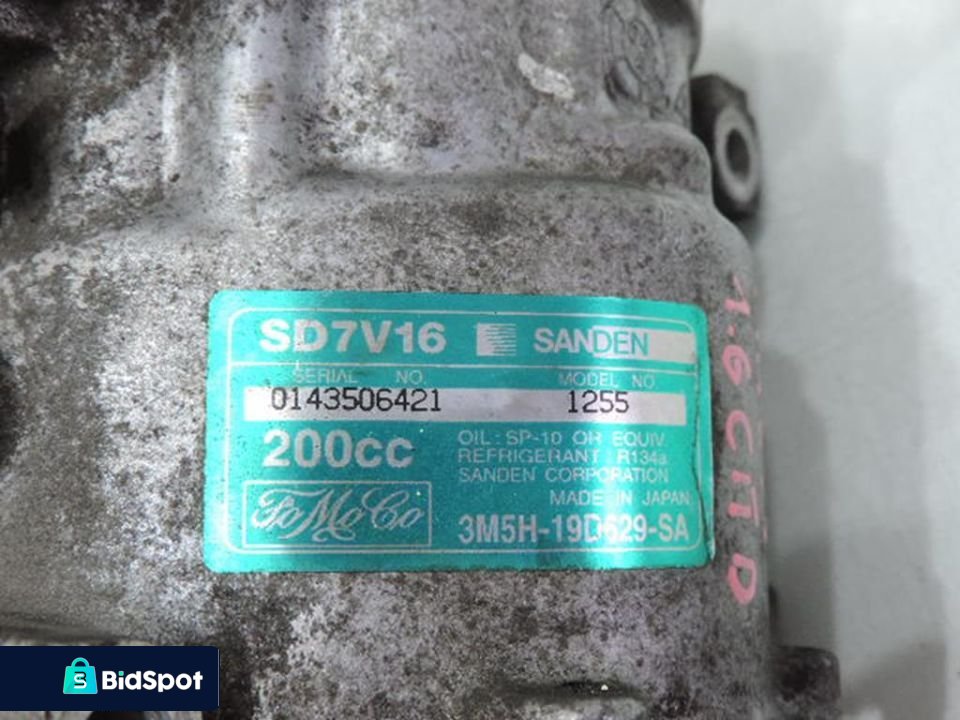 SD7V16 SANDEN
SERIAL NO. MODEL NO.
0143506421 1255
200cc
OIL: SP-10 OR EQUIV.
REFRIGERANT: R134a
SANDEN CORPORATION
MADE IN JAPAN
FoMoCo
3M5H-19D629-SA
1.6 CITD
BidSpot